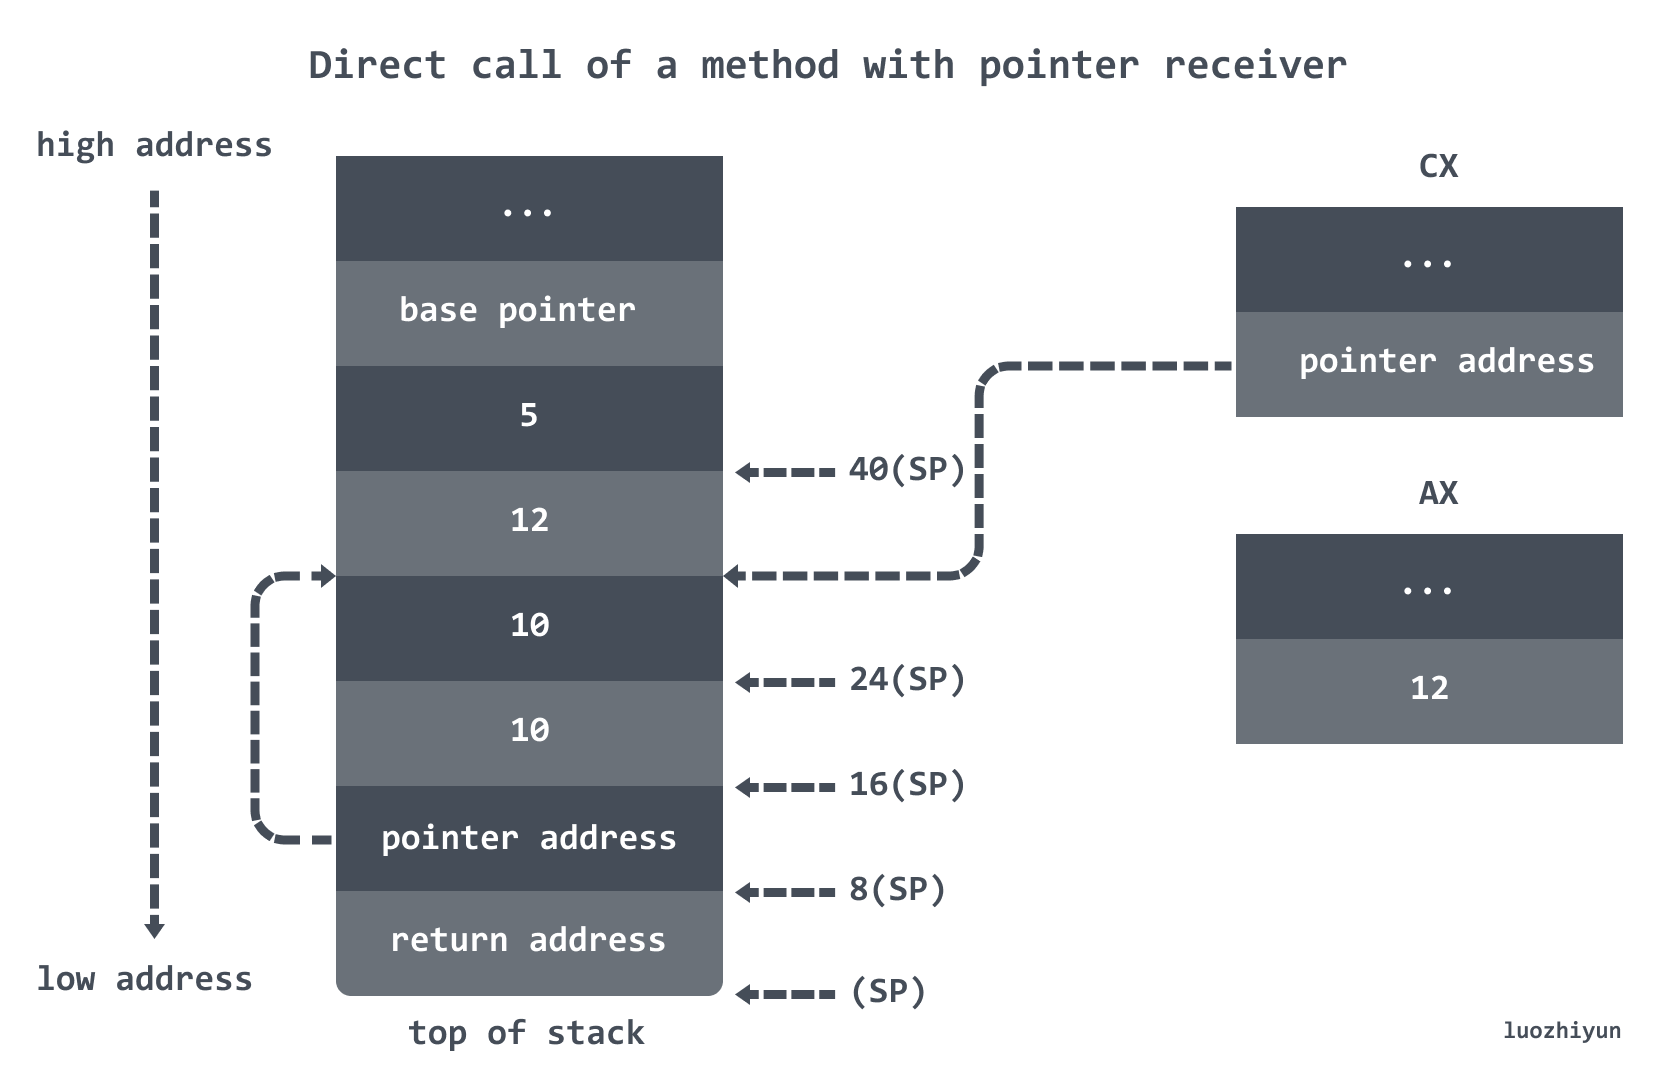 Direct call of a method with pointer receiver
high address
low address
...
base pointer
5
12
10
10
pointer address
return address
top of stack
40(SP)
24(SP)
16(SP)
8(SP)
(SP)
CX
...
pointer address
AX
...
12
luozhiyun